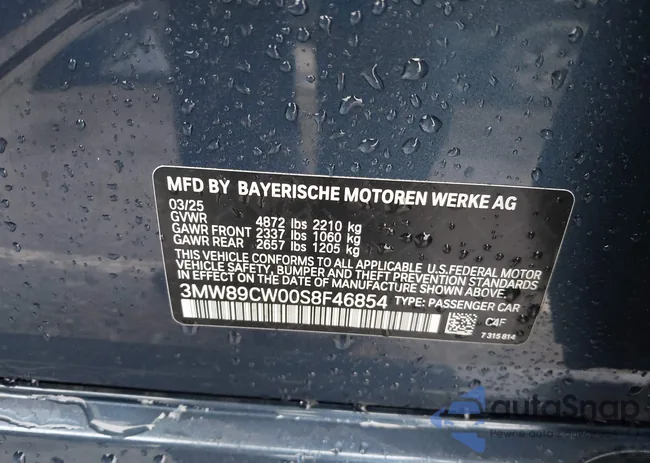 MFD BY BAYERISCHE MOTOREN WERKE AG
03/25
GVWR 4872 lbs 2210 kg
GAWR FRONT 2337 lbs 1060 kg
GAWR REAR 2657 lbs 1205 kg
THIS VEHICLE CONFORMS TO ALL APPLICABLE U.S.FEDERAL MOTOR
VEHICLE SAFETY, BUMPER AND THEFT PREVENTION STANDARDS
IN EFFECT ON THE DATE OF MANUFACTURE SHOWN ABOVE.
3MW89CW00S8F46854 TYPE: PASSENGER CAR
C4F
7 315 814
autoSnap
Pewne auto